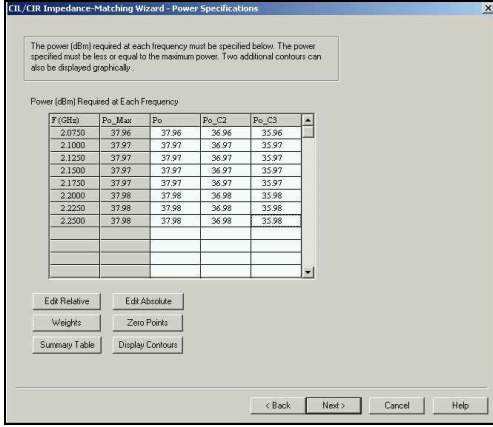 CIL/CIR Impedance-Matching Wizard - Power Specifications
The power (dBm) required at each frequency must be specified below. The power
specified must be less or equal to the maximum power. Two additional contours can
also be displayed graphically .
Power (dBm) Required at Each Frequency
F (GHz) Po_Max Po Po_C2 Po_C3
2.0750 37.96 37.96 36.96 35.96
2.1000 37.97 37.97 36.97 35.97
2.1250 37.97 37.97 36.97 35.97
2.1500 37.97 37.97 36.97 35.97
2.1750 37.97 37.97 36.97 35.97
2.2000 37.98 37.98 36.98 35.98
2.2250 37.98 37.98 36.98 35.98
2.2500 37.98 37.98 36.98 35.98
Edit Relative Edit Absolute
Weights Zero Points
Summary Table Display Contours
< Back Next > Cancel Help